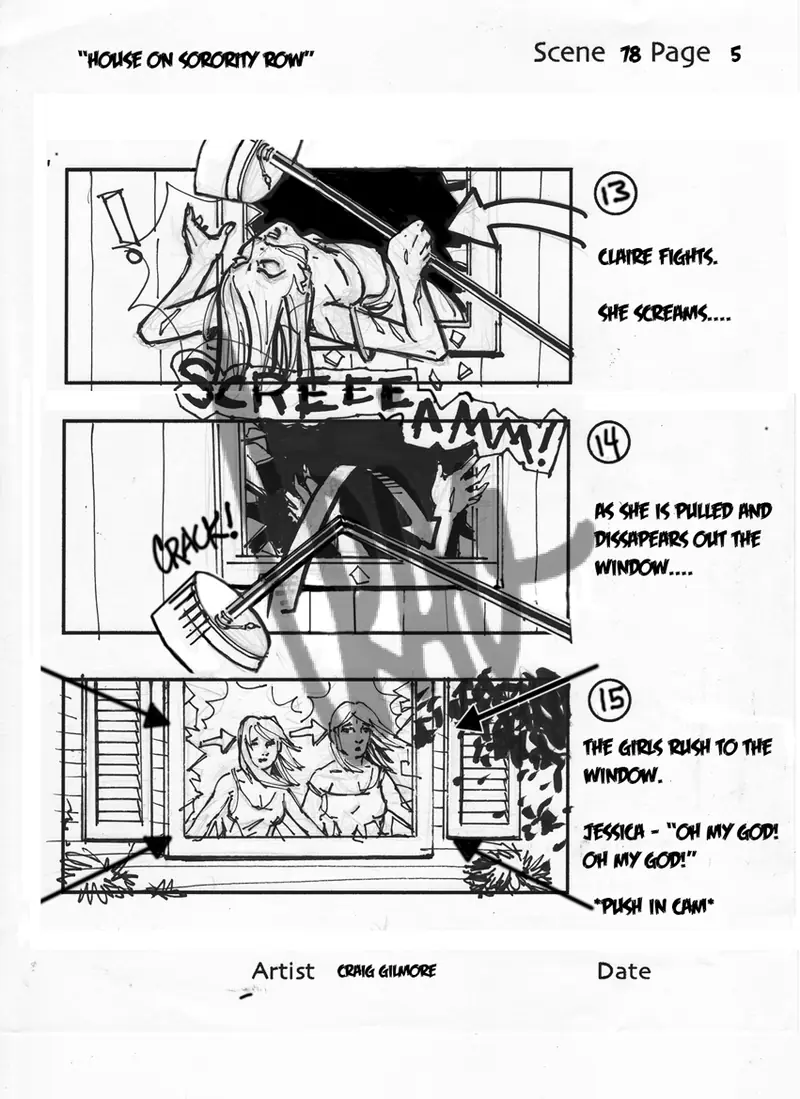 "HOUSE ON SORORITY ROW"
Scene 78 Page 5
!
13
CLAIRE FIGHTS.
SHE SCREAMS....
SCREEE
AMM!
14
CRACK!
AS SHE IS PULLED AND
DISSAPEARS OUT THE
WINDOW....
15
THE GIRLS RUSH TO THE
WINDOW.
JESSICA - "OH MY GOD!
OH MY GOD!"
*PUSH IN CAM*
Artist CRAIG GILMORE
Date